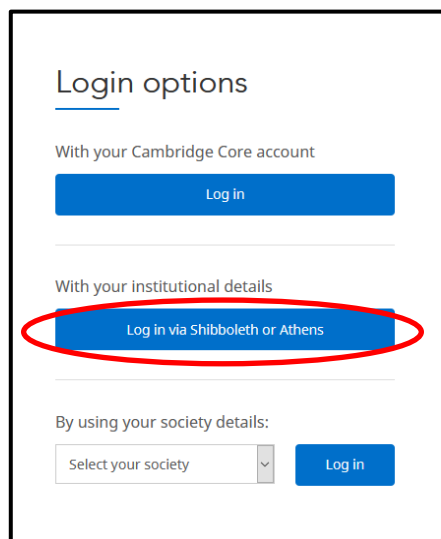 Login options
With your Cambridge Core account
Log in
With your institutional details
Log in via Shibboleth or Athens
By using your society details:
Select your society
Log in